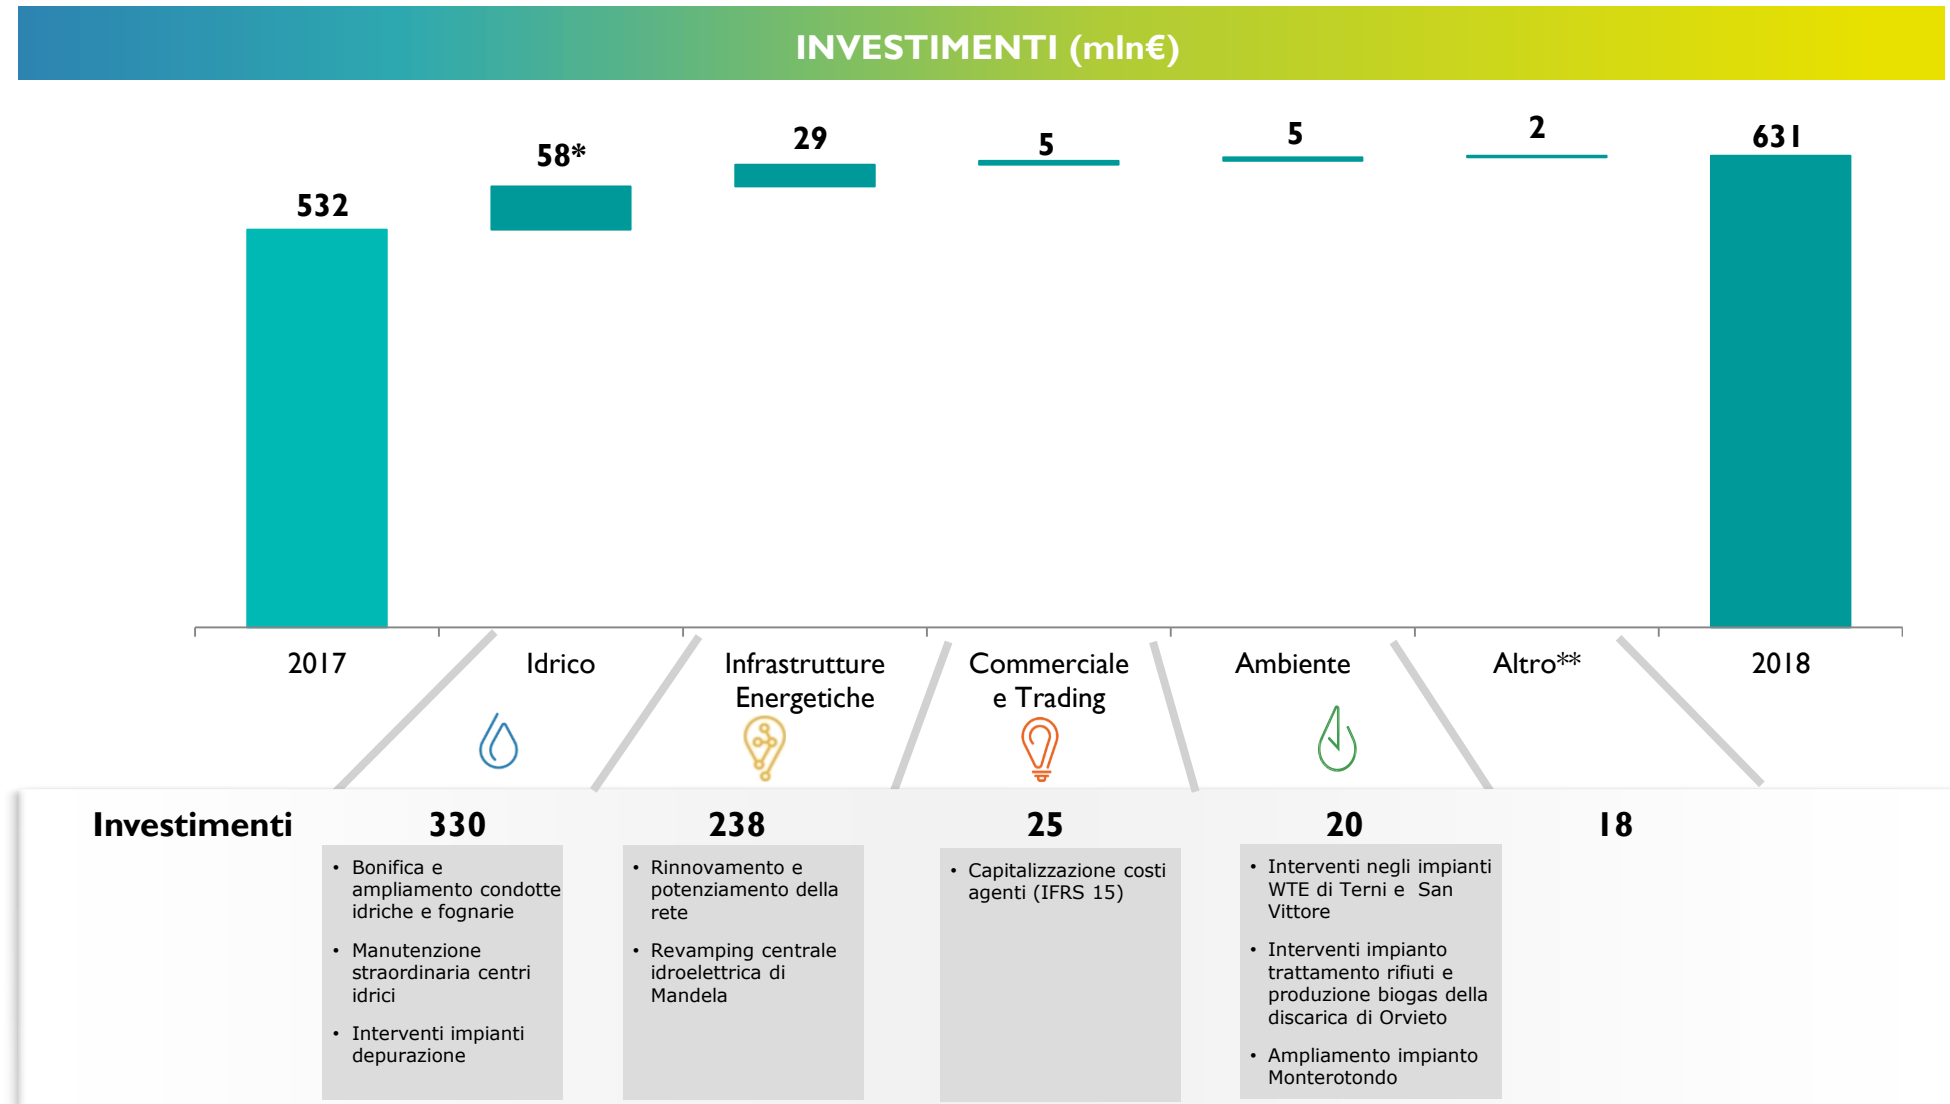 INVESTIMENTI (mln€)
532
58*
29
5
5
2
631
2017
Idrico
Infrastrutture
Energetiche
Commerciale
e Trading
Ambiente
Altro**
2018
Investimenti
330
238
25
20
18
• Bonifica e
ampliamento condotte
idriche e fognarie
• Manutenzione
straordinaria centri
idrici
• Interventi impianti
depurazione
• Rinnovamento e
potenziamento della
rete
• Revamping centrale
idroelettrica di
Mandela
• Capitalizzazione costi
agenti (IFRS 15)
• Interventi negli impianti
WTE di Terni e San
Vittore
• Interventi impianto
trattamento rifiuti e
produzione biogas della
discarica di Orvieto
• Ampliamento impianto
Monterotondo